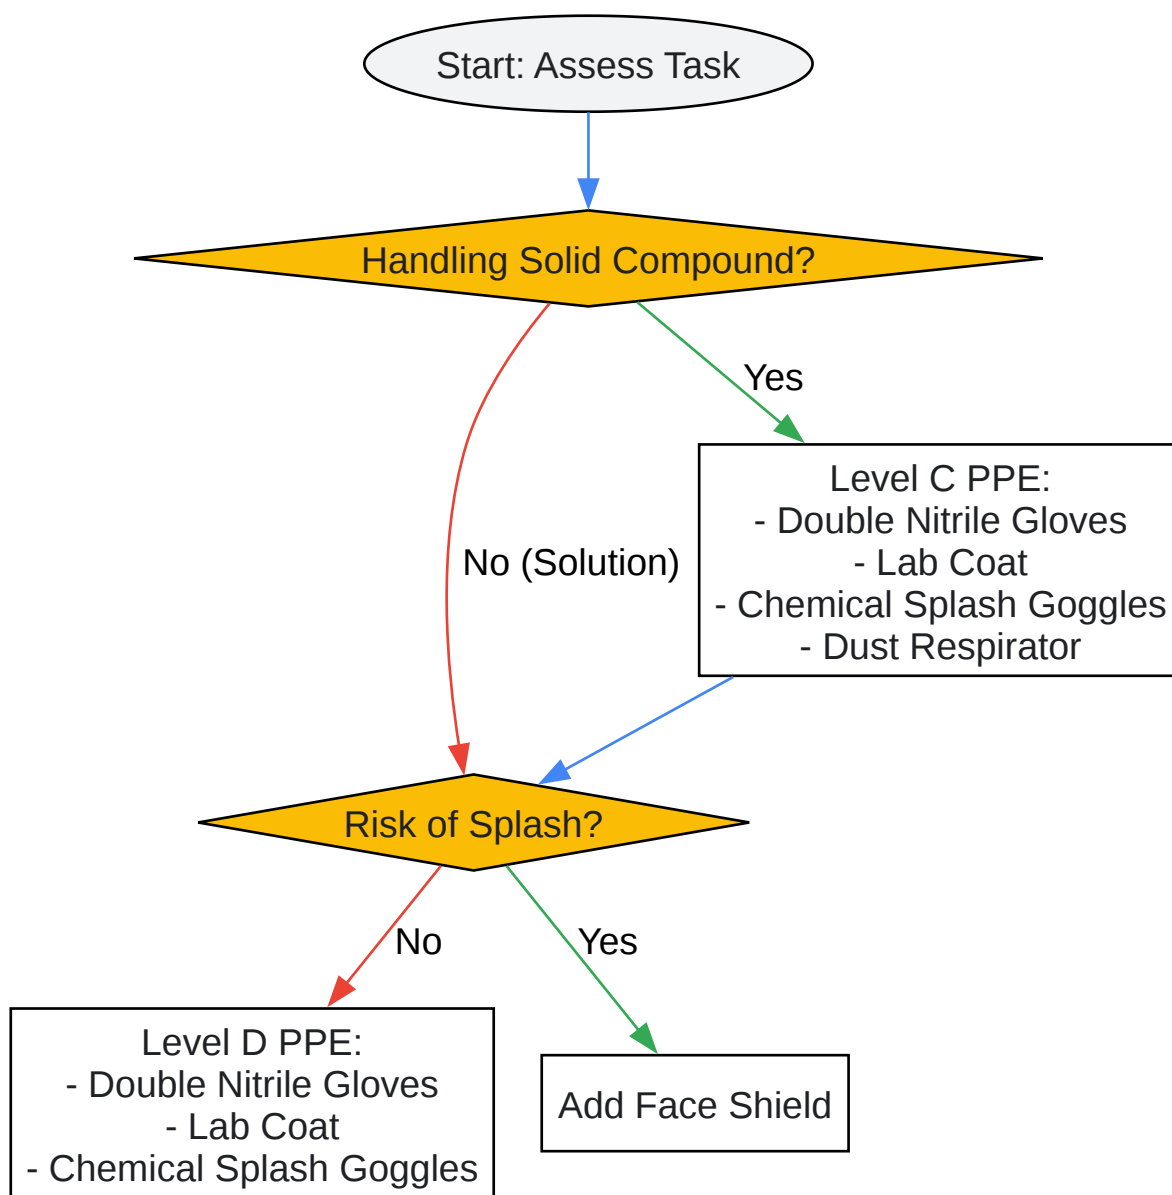 Start: Assess Task
Handling Solid Compound?
Yes
Level C PPE:
- Double Nitrile Gloves
- Lab Coat
- Chemical Splash Goggles
- Dust Respirator
No (Solution)
Risk of Splash?
No
Yes
Level D PPE:
- Double Nitrile Gloves
- Lab Coat
- Chemical Splash Goggles
Add Face Shield